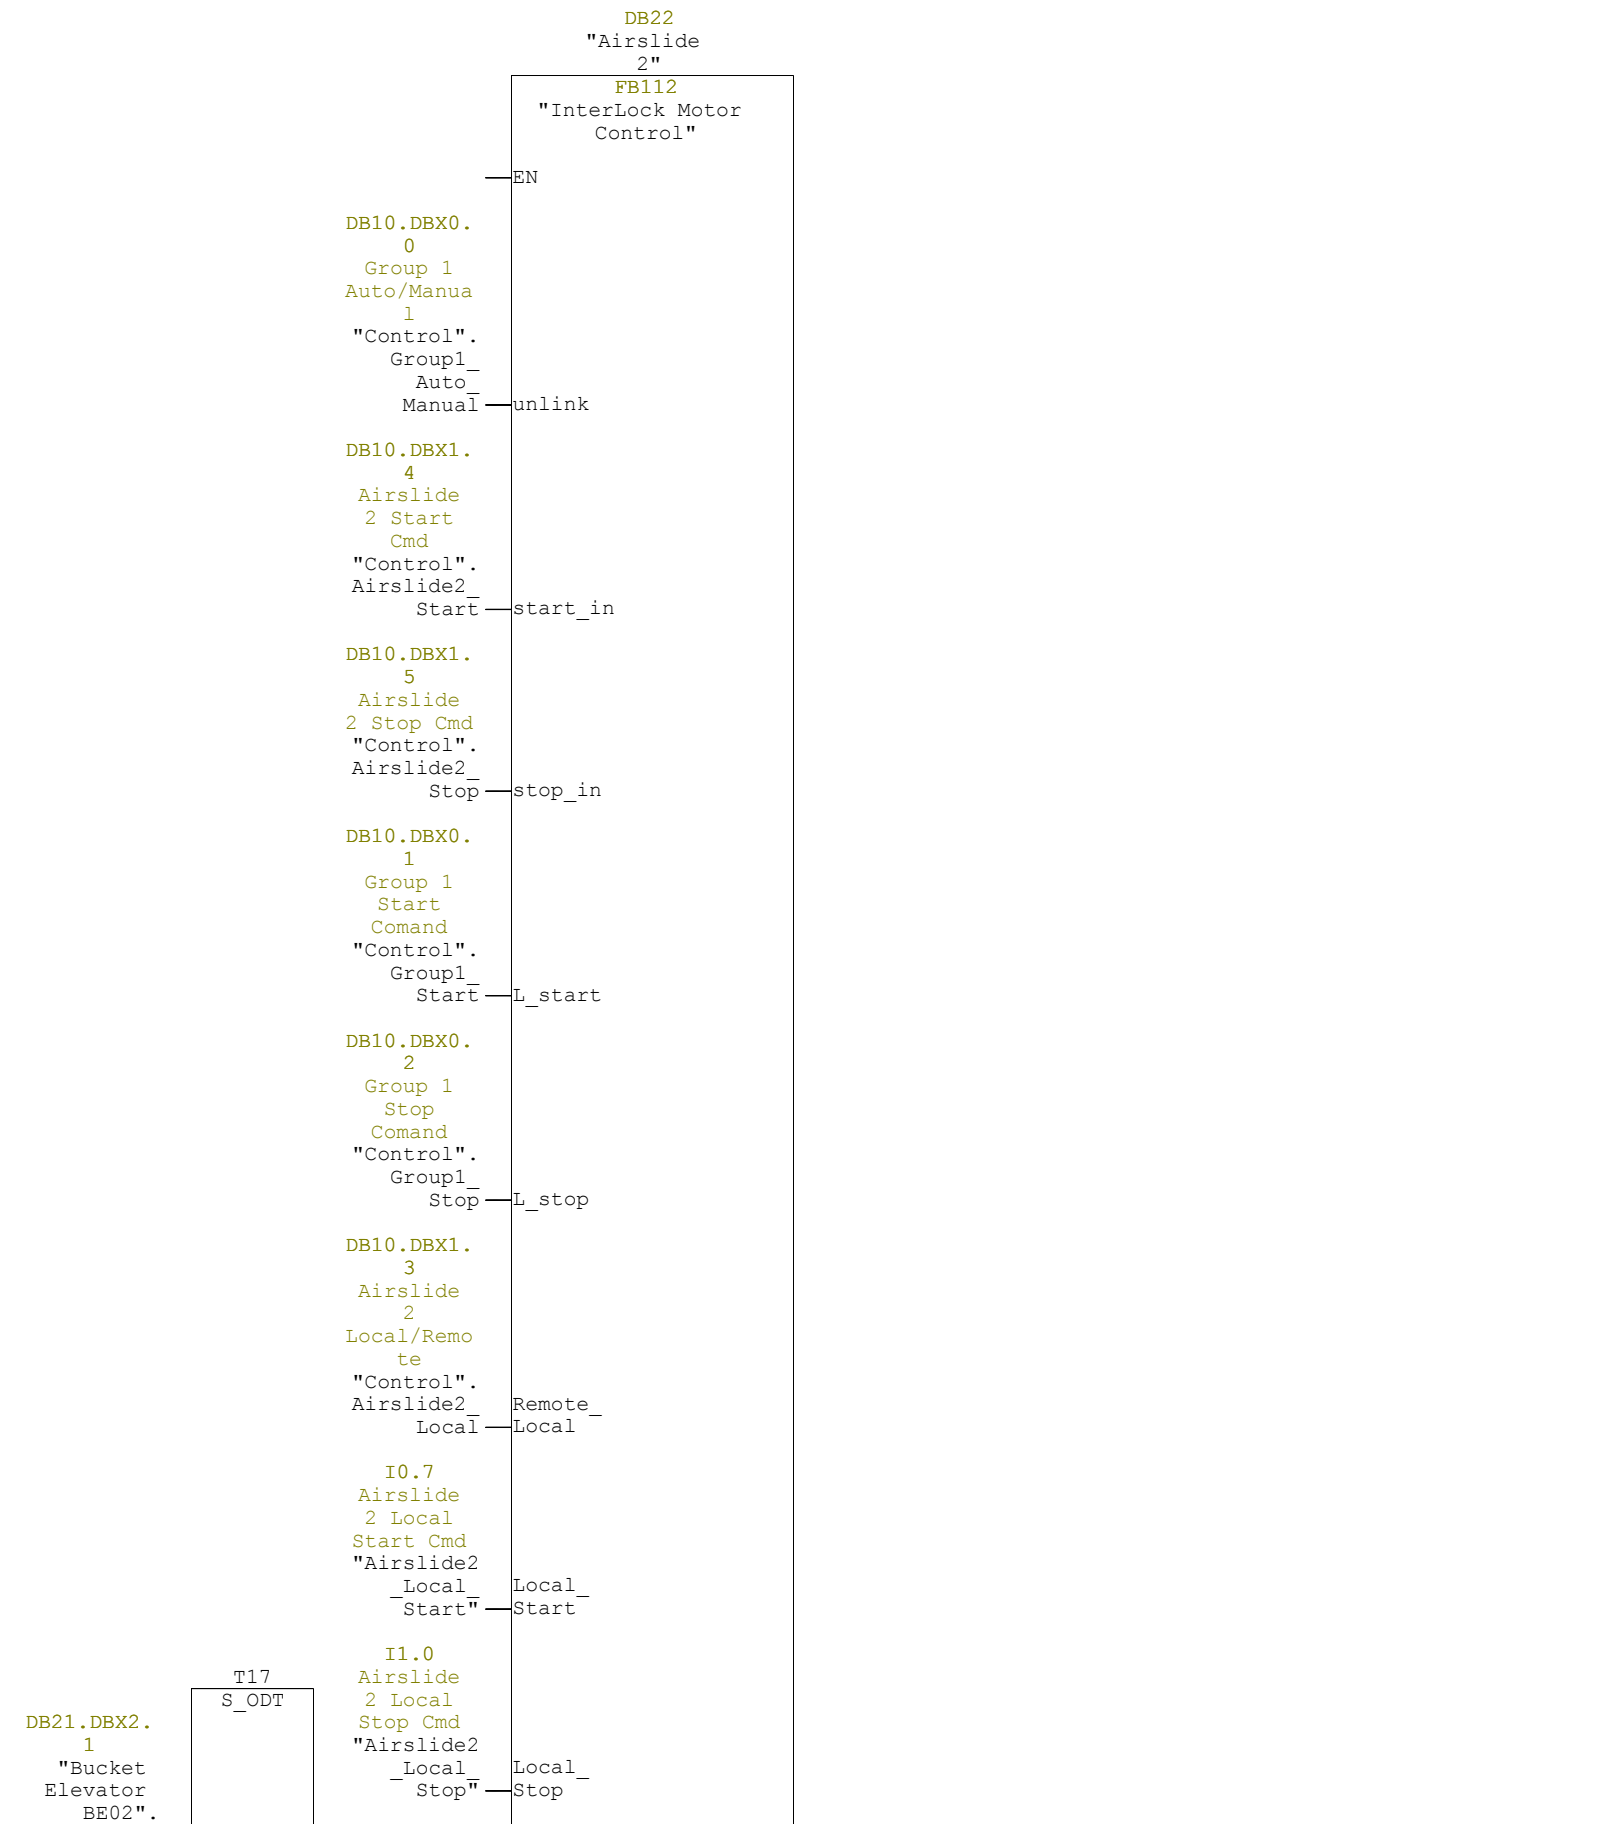 DB22
"Airslide
2"
FB112
"InterLock Motor
Control"
EN
DB10.DBX0.
0
Group 1
Auto/Manua
l
"Control".
Group1_
Auto_
Manual
unlink
DB10.DBX1.
4
Airslide
2 Start
Cmd
"Control".
Airslide2_
Start
start_in
DB10.DBX1.
5
Airslide
2 Stop Cmd
"Control".
Airslide2_
Stop
stop_in
DB10.DBX0.
1
Group 1
Start
Comand
"Control".
Group1_
Start
L_start
DB10.DBX0.
2
Group 1
Stop
Comand
"Control".
Group1_
Stop
L_stop
DB10.DBX1.
3
Airslide
2
Local/Remo
te
"Control".
Airslide2_
Local
Remote_
Local
I0.7
Airslide
2 Local
Start Cmd
"Airslide2
_Local_
Start"
Local_
Start
I1.0
Airslide
2 Local
Stop Cmd
"Airslide2
_Local_
Stop"
Local_
Stop
T17
S_ODT
DB21.DBX2.
1
"Bucket
Elevator
BE02".